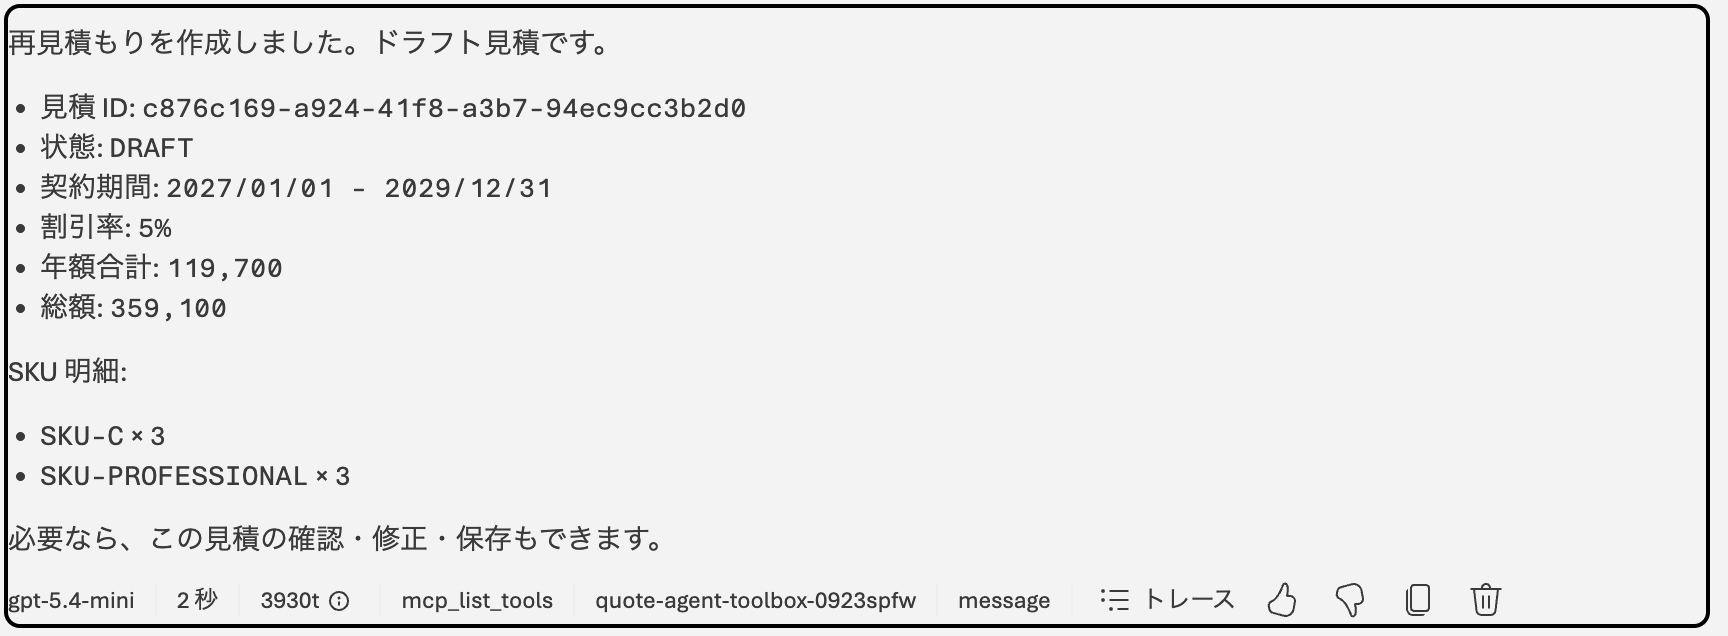 再見積もりを作成しました。ドラフト見積です。
• 見積 ID: c876c169-a924-41f8-a3b7-94ec9cc3b2d0
• 状態: DRAFT
• 契約期間: 2027/01/01 - 2029/12/31
• 割引率: 5%
• 年額合計: 119,700
• 総額: 359,100
SKU 明細:
• SKU-C × 3
• SKU-PROFESSIONAL × 3
必要なら、この見積の確認・修正・保存もできます。
gpt-5.4-mini 2 秒 3930t mcp_list_tools quote-agent-toolbox-0923spfw message トレース